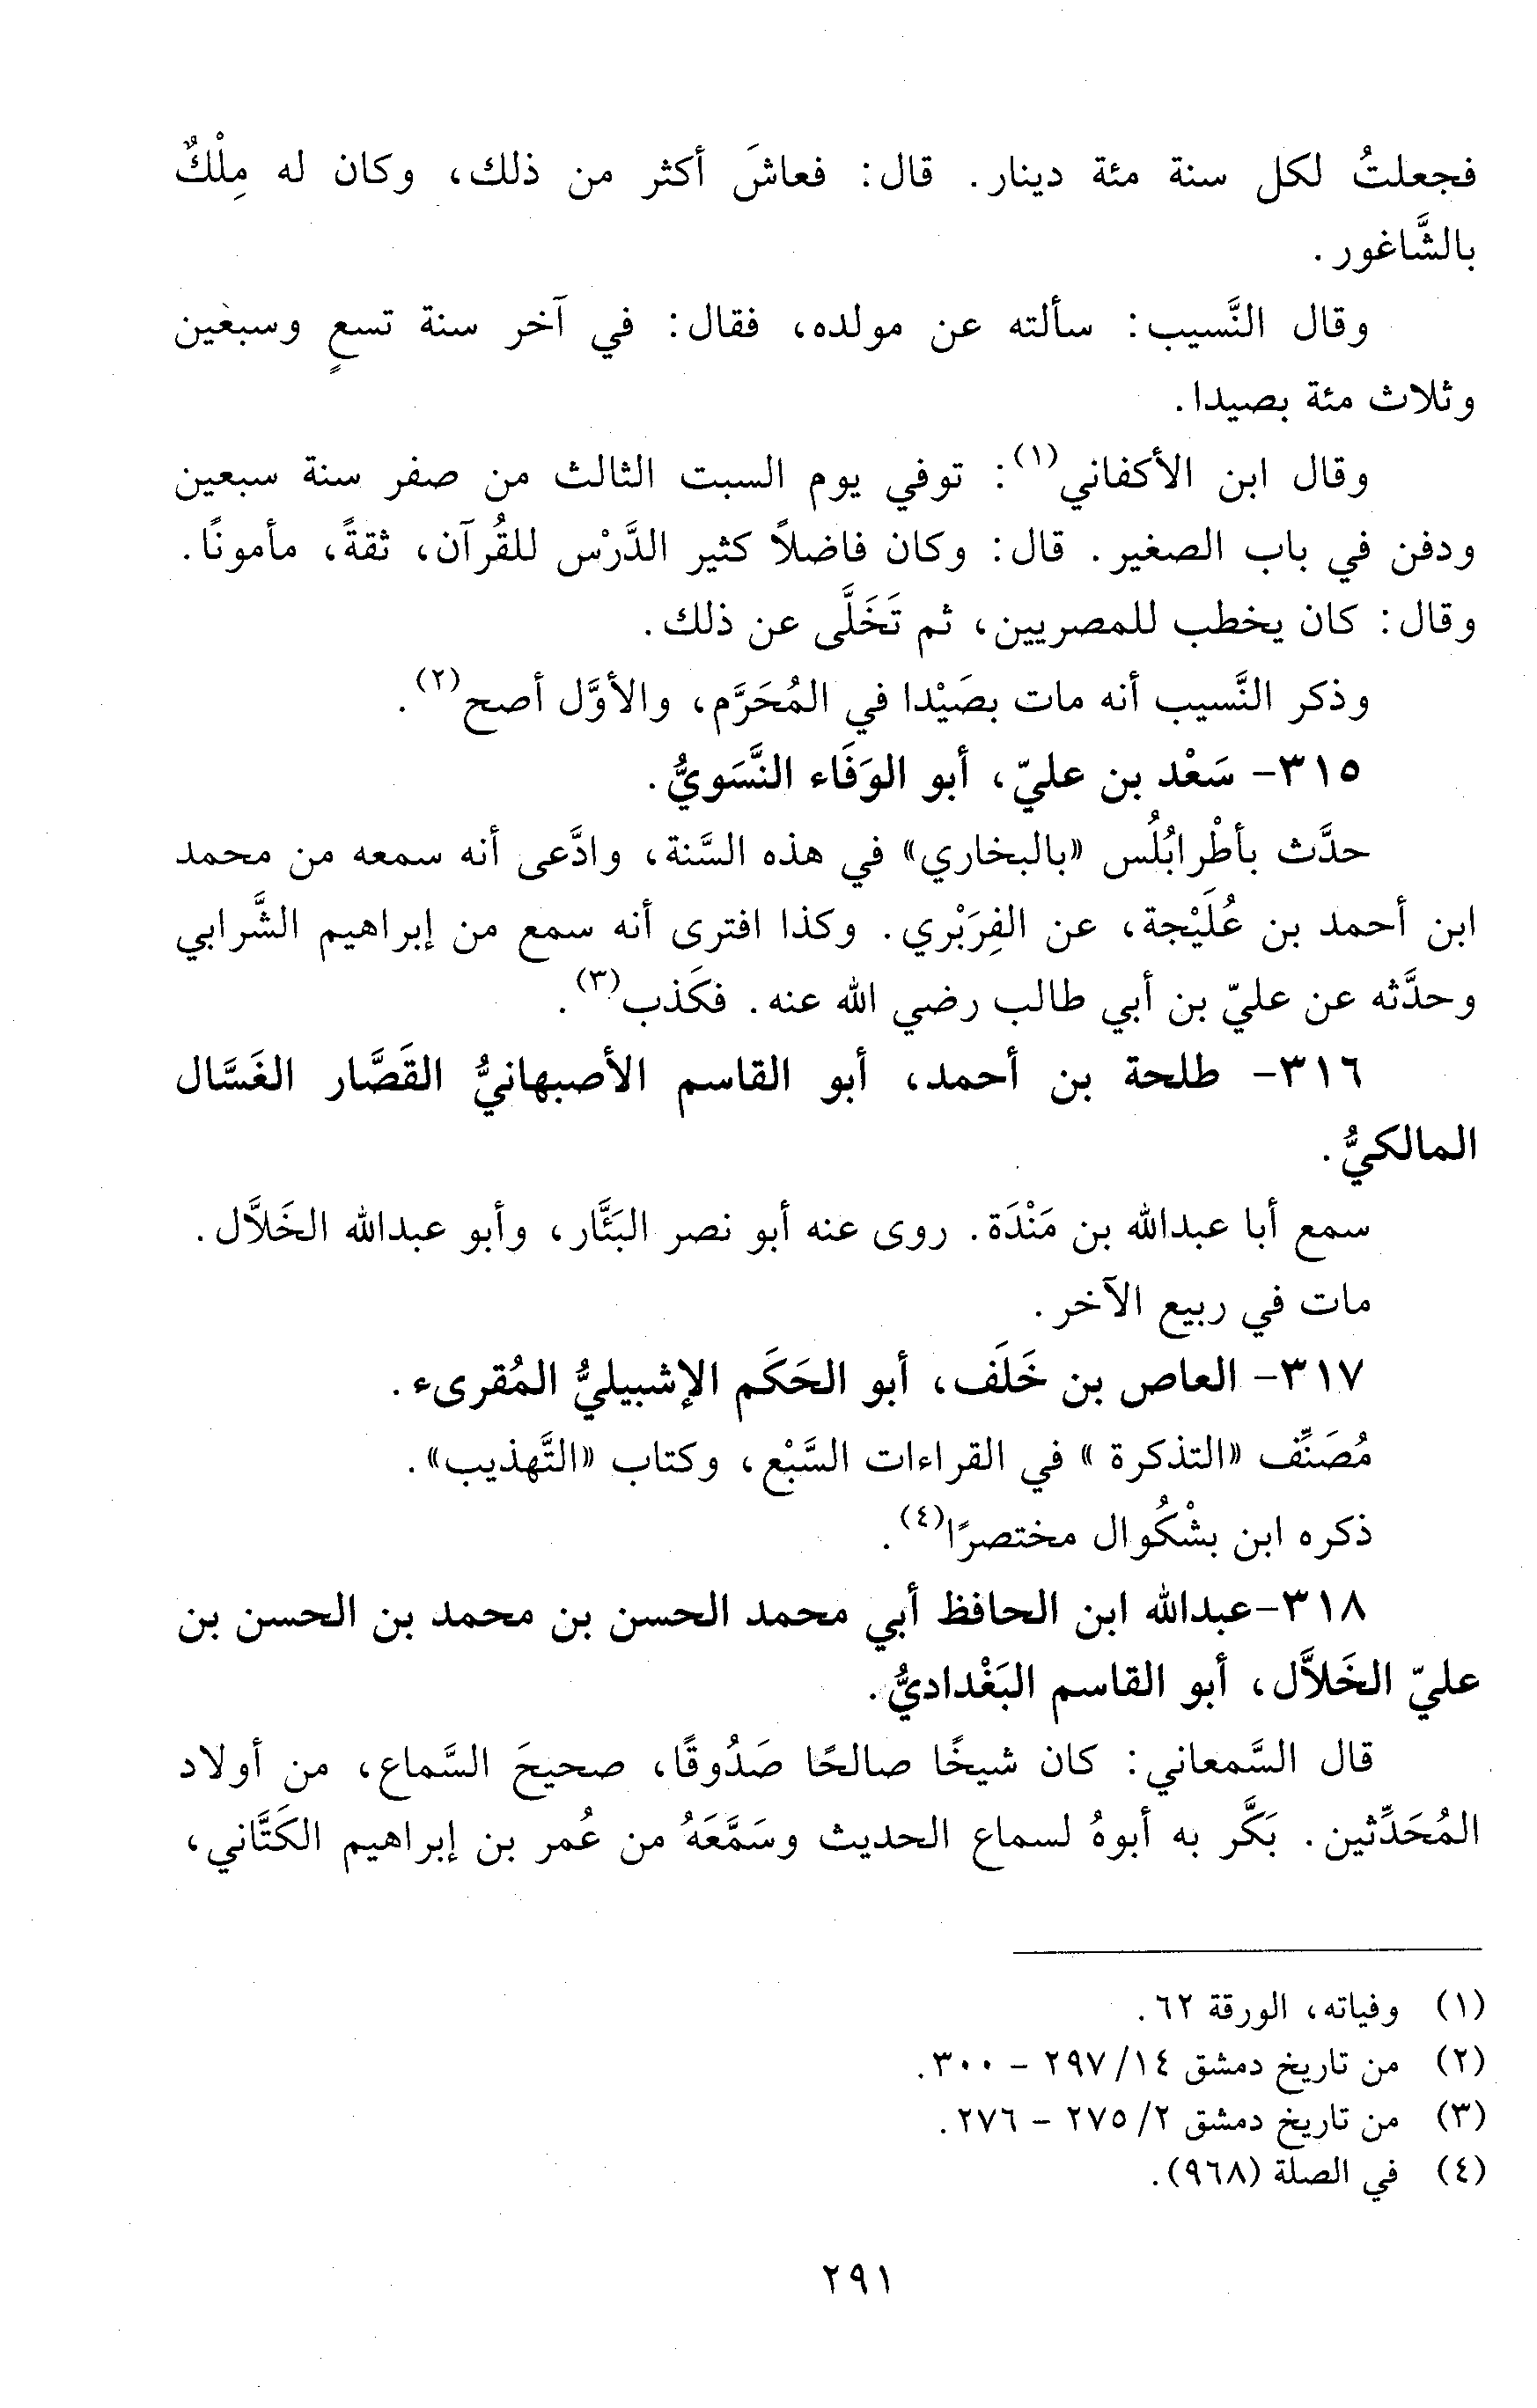 فجعلتُ لكل سنة مئة دينار. قال: فعاشَ أكثر من ذلك، وكان له مِلْكٌ
بالشَّاغور.
وقال النَّسيب: سألته عن مولده، فقال: في آخر سنة تسعٍ وسبعين
وثلاث مئة بصيدا.
وقال ابن الأكفاني(١): توفي يوم السبت الثالث من صفر سنة سبعين
ودفن في باب الصغير. قال: وكان فاضلاً كثير الدَّرْس للقُرآن، ثقةً، مأمونًا.
وقال: كان يخطب للمصريين، ثم تَخَلَّى عن ذلك.
وذكر النَّسيب أنه مات بصَيْدا في المُحَرَّم، والأوَّل أصح(٢).
٣١٥- سَعْد بن عليّ، أبو الوَفَاء النَّسَويُّ.
حدَّث بأطْرابُلُس «بالبخاري» في هذه السَّنة، وادَّعى أنه سمعه من محمد
ابن أحمد بن عُلَيْجة، عن الفِرَبْري. وكذا افترى أنه سمع من إبراهيم الشَّرابي
وحدَّثه عن عليّ بن أبي طالب رضي الله عنه. فكَذب(٣).
٣١٦- طلحة بن أحمد، أبو القاسم الأصبهانيُّ القَصَّار الغَسَّال
المالكيُّ.
سمع أبا عبدالله بن مَنْدَة. روى عنه أبو نصر البَئَّار، وأبو عبدالله الخَلاَّل.
مات في ربيع الآخر.
٣١٧- العاص بن خَلَف، أبو الحَكَم الإشبيليُّ المُقرىء.
مُصَنِّف «التذكرة» في القراءات السَّبْع، وكتاب «التَّهذيب».
ذكره ابن بشْكُوال مختصرًا(٤).
٣١٨-عبدالله ابن الحافظ أبي محمد الحسن بن محمد بن الحسن بن
عليّ الخَلاَّل، أبو القاسم البَغْداديُّ.
قال السَّمعاني: كان شيخًا صالحًا صَدُوقًا، صحيحَ السَّماع، من أولاد
المُحَدِّثين. بَكَّر به أبوهُ لسماع الحديث وسَمَّعَهُ من عُمر بن إبراهيم الكَتَّاني،
(١) وفياته، الورقة ٦٢.
(٢) من تاريخ دمشق ١٤/ ٢٩٧ - ٣٠٠.
(٣) من تاريخ دمشق ٢/ ٢٧٥ - ٢٧٦.
(٤) في الصلة (٩٦٨).
٢٩١